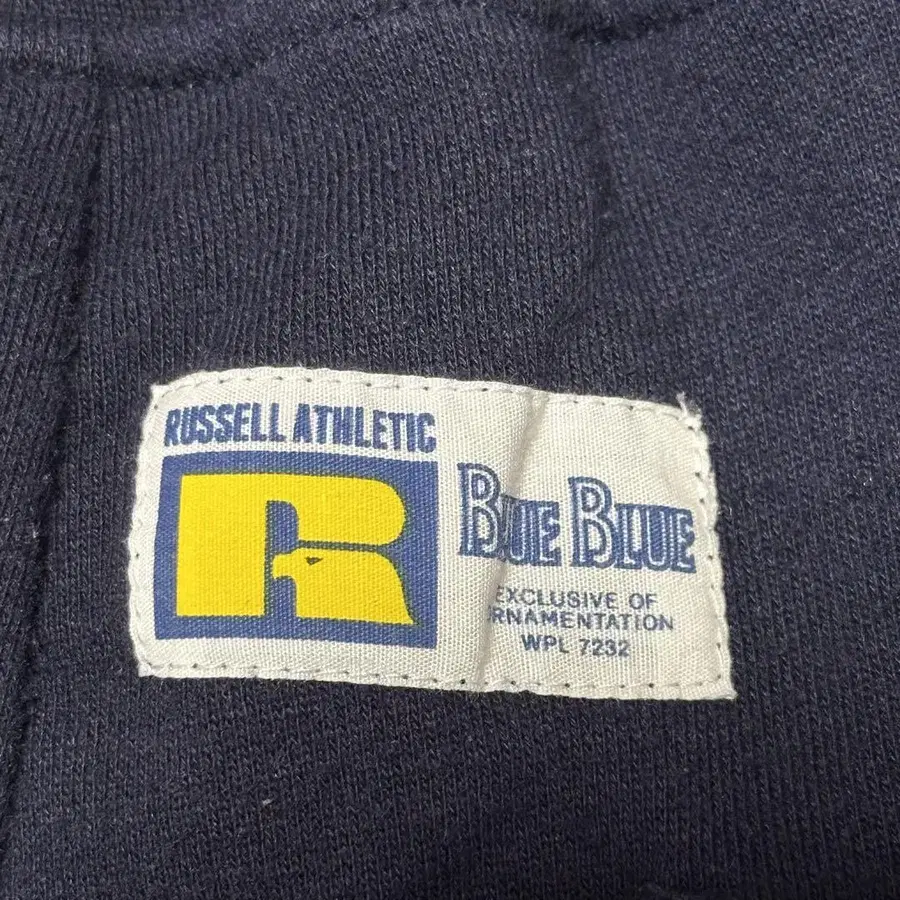 RUSSELL ATHLETIC
R
BLUE BLUE
EXCLUSIVE OF
RNAMENTATION
WPL 7232